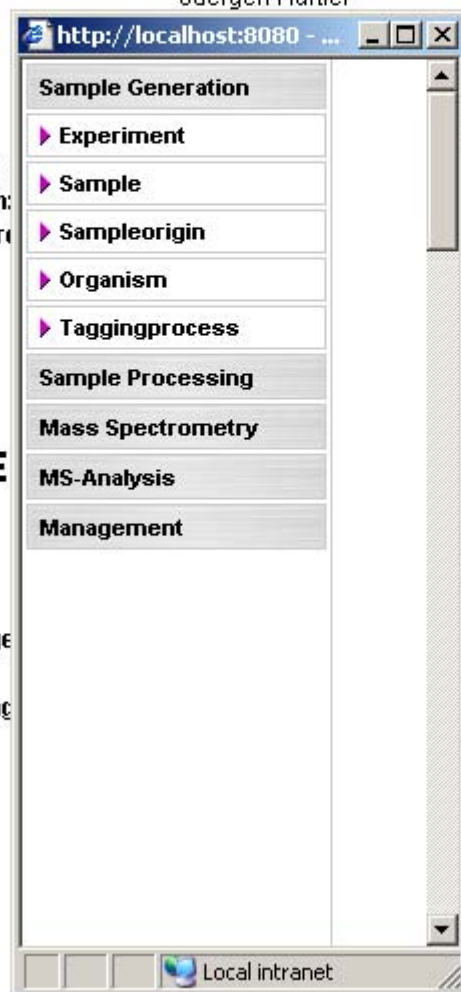 http://localhost:8080 - ...
Sample Generation
Experiment
Sample
Sampleorigin
Organism
Taggingprocess
Sample Processing
Mass Spectrometry
MS-Analysis
Management
Local intranet